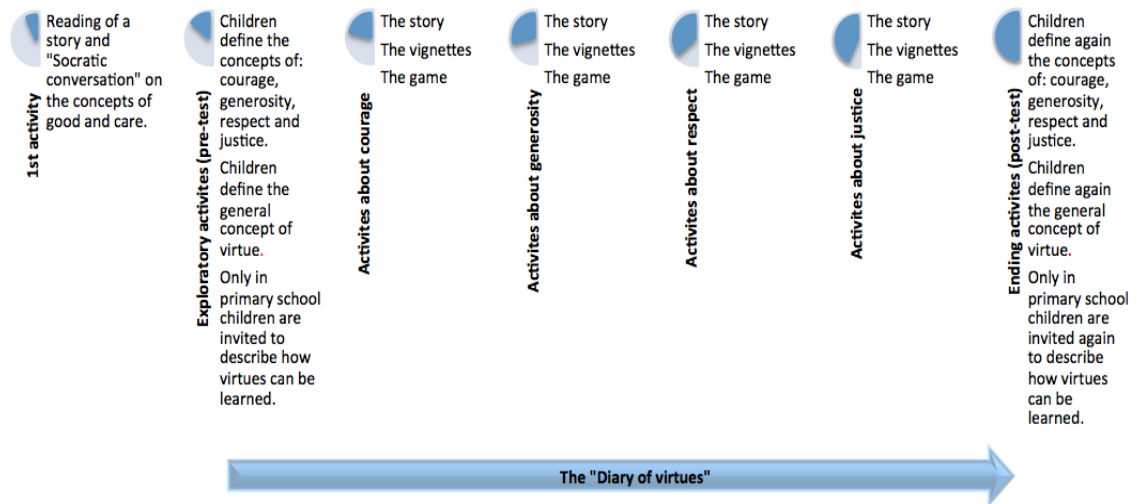 1st activity
Reading of a
story and
"Socratic
conversation" on
the concepts of
good and care.
Exploratory activites (pre-test)
Children
define the
concepts of:
courage,
generosity,
respect and
justice.
Children
define the
general
concept of
virtue.
Only in
primary school
children are
invited to
describe how
virtues can be
learned.
Activites about courage
The story
The vignettes
The game
Activites about generosity
The story
The vignettes
The game
Activites about respect
The story
The vignettes
The game
Activites about justice
The story
The vignettes
The game
Ending activites (post-test)
Children
define again
the concepts
of: courage,
generosity,
respect and
justice.
Children
define again
the general
concept of
virtue.
Only in
primary school
children are
invited again
to describe
how virtues
can be
learned.
The "Diary of virtues"